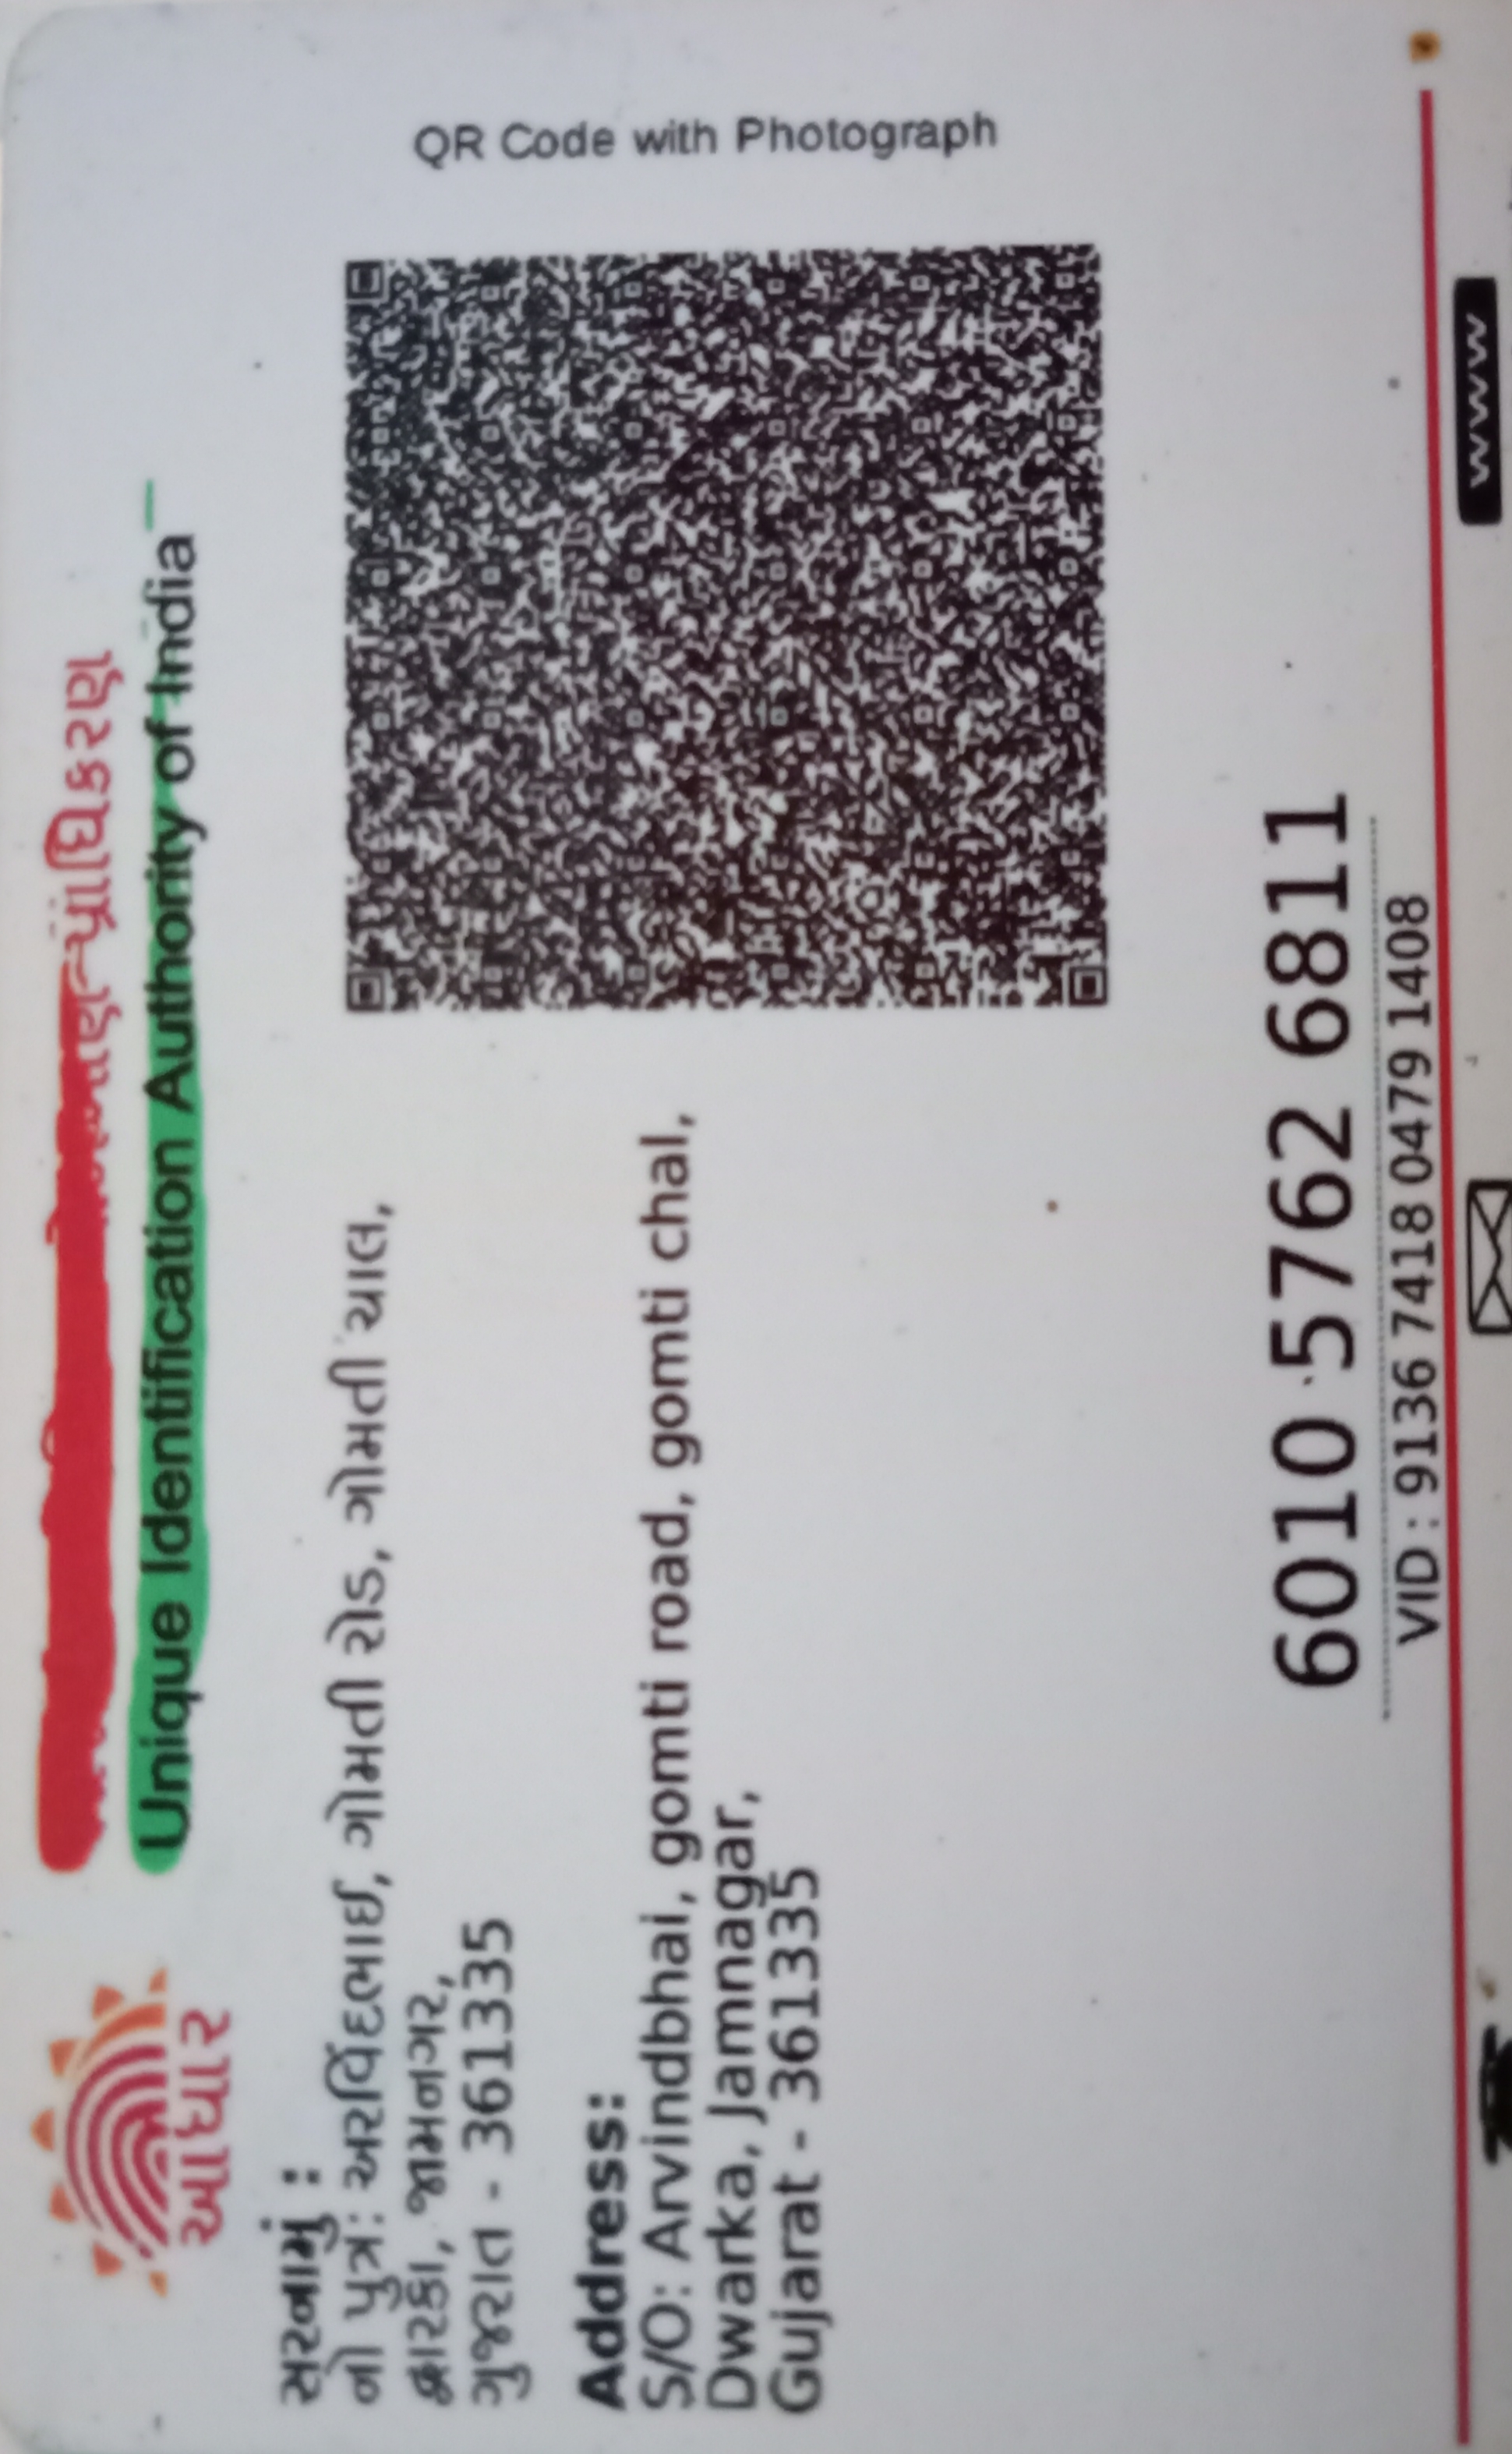 પ્રાધિકરણ
Unique Identification Authority of India
આધાર
સરનામું :
ની પુત્ર: અરવિંદભાઈ, ગોમતી રોડ, ગોમતી ચાલ,
દ્વારકા, જામનગર,
ગુજરાત - 361335
Address:
S/O: Arvindbhai, gomti road, gomti chal,
Dwarka, Jamnagar,
Gujarat - 361335
QR Code with Photograph
6010 5762 6811
VID : 9136 7418 0479 1408